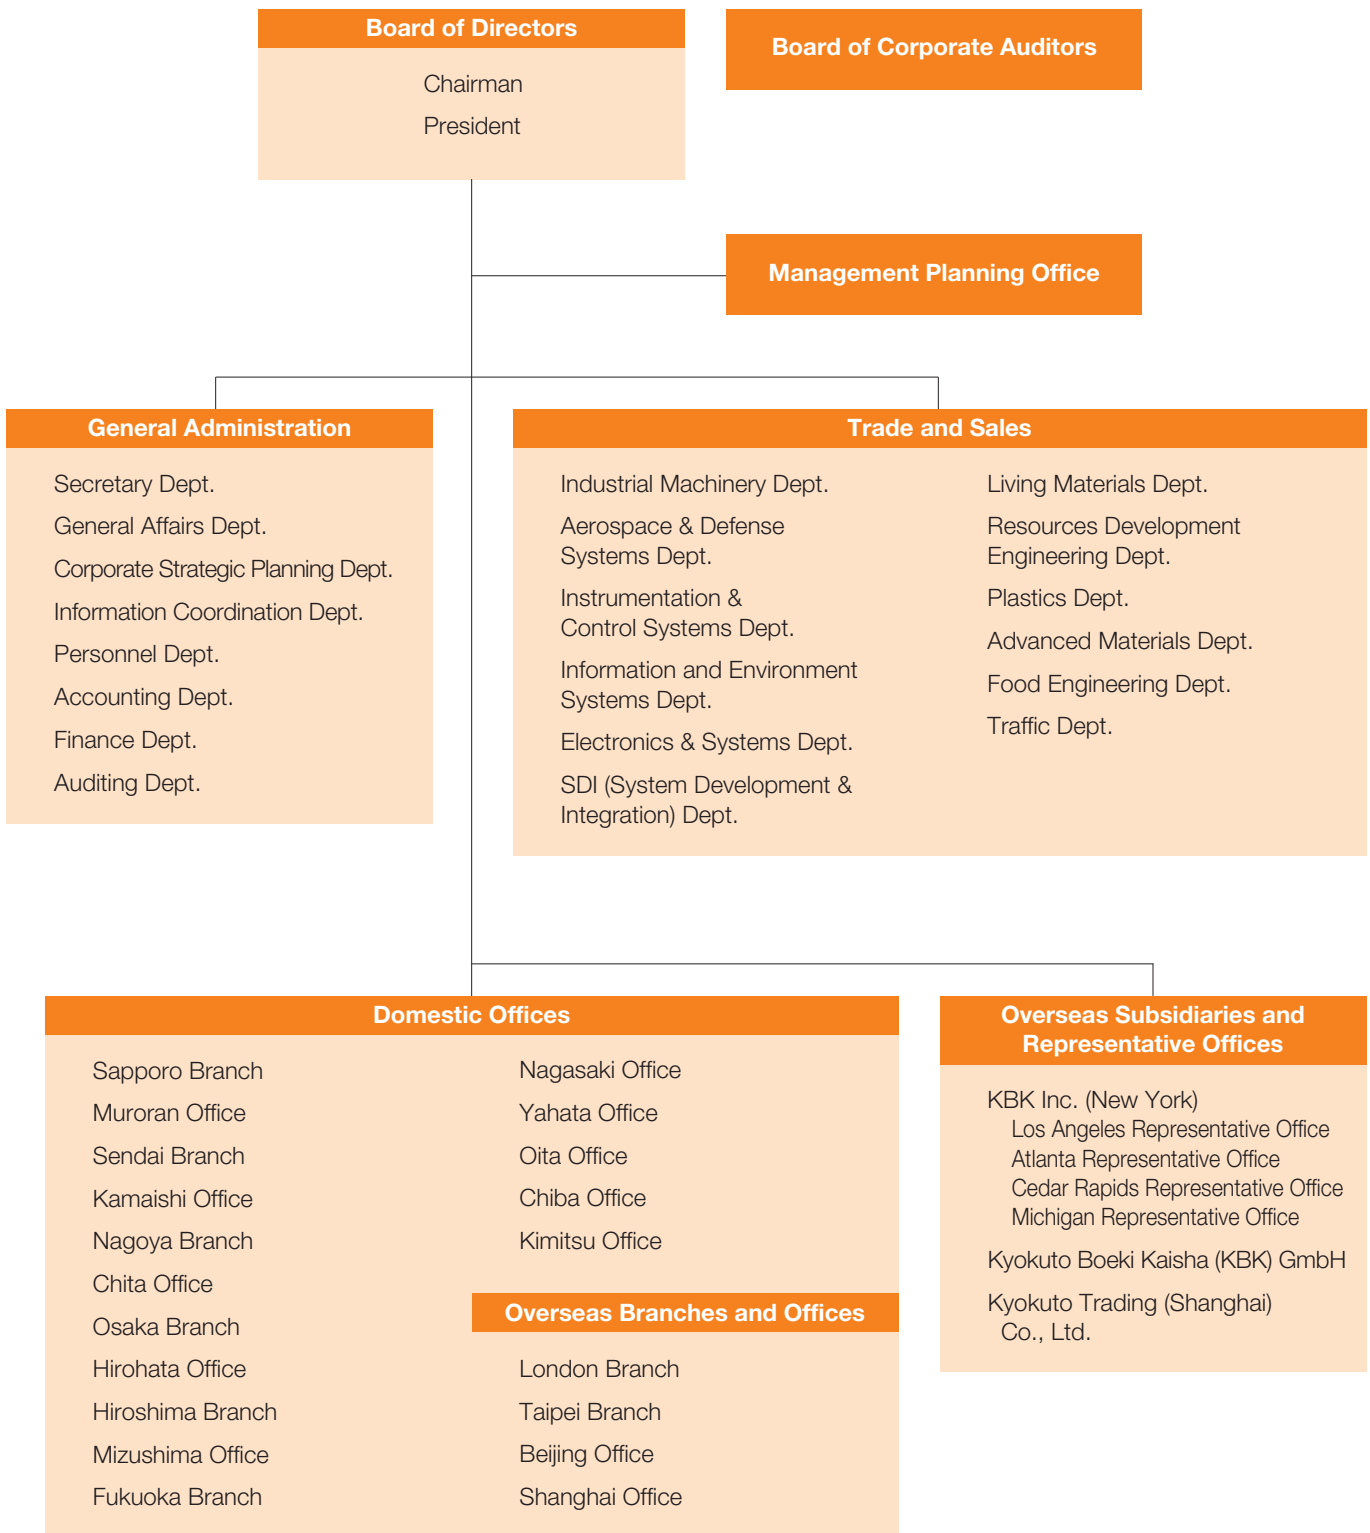 Board of Directors
Chairman
President
Board of Corporate Auditors
Management Planning Office
General Administration
Secretary Dept.
General Affairs Dept.
Corporate Strategic Planning Dept.
Information Coordination Dept.
Personnel Dept.
Accounting Dept.
Finance Dept.
Auditing Dept.
Trade and Sales
Industrial Machinery Dept.
Aerospace & Defense
Systems Dept.
Instrumentation &
Control Systems Dept.
Information and Environment
Systems Dept.
Electronics & Systems Dept.
SDI (System Development &
Integration) Dept.
Living Materials Dept.
Resources Development
Engineering Dept.
Plastics Dept.
Advanced Materials Dept.
Food Engineering Dept.
Traffic Dept.
Domestic Offices
Sapporo Branch
Muroran Office
Sendai Branch
Kamaishi Office
Nagoya Branch
Chita Office
Osaka Branch
Hirohata Office
Hiroshima Branch
Mizushima Office
Fukuoka Branch
Nagasaki Office
Yahata Office
Oita Office
Chiba Office
Kimitsu Office
Overseas Branches and Offices
London Branch
Taipei Branch
Beijing Office
Shanghai Office
Overseas Subsidiaries and
Representative Offices
KBK Inc. (New York)
Los Angeles Representative Office
Atlanta Representative Office
Cedar Rapids Representative Office
Michigan Representative Office
Kyokuto Boeki Kaisha (KBK) GmbH
Kyokuto Trading (Shanghai)
Co., Ltd.